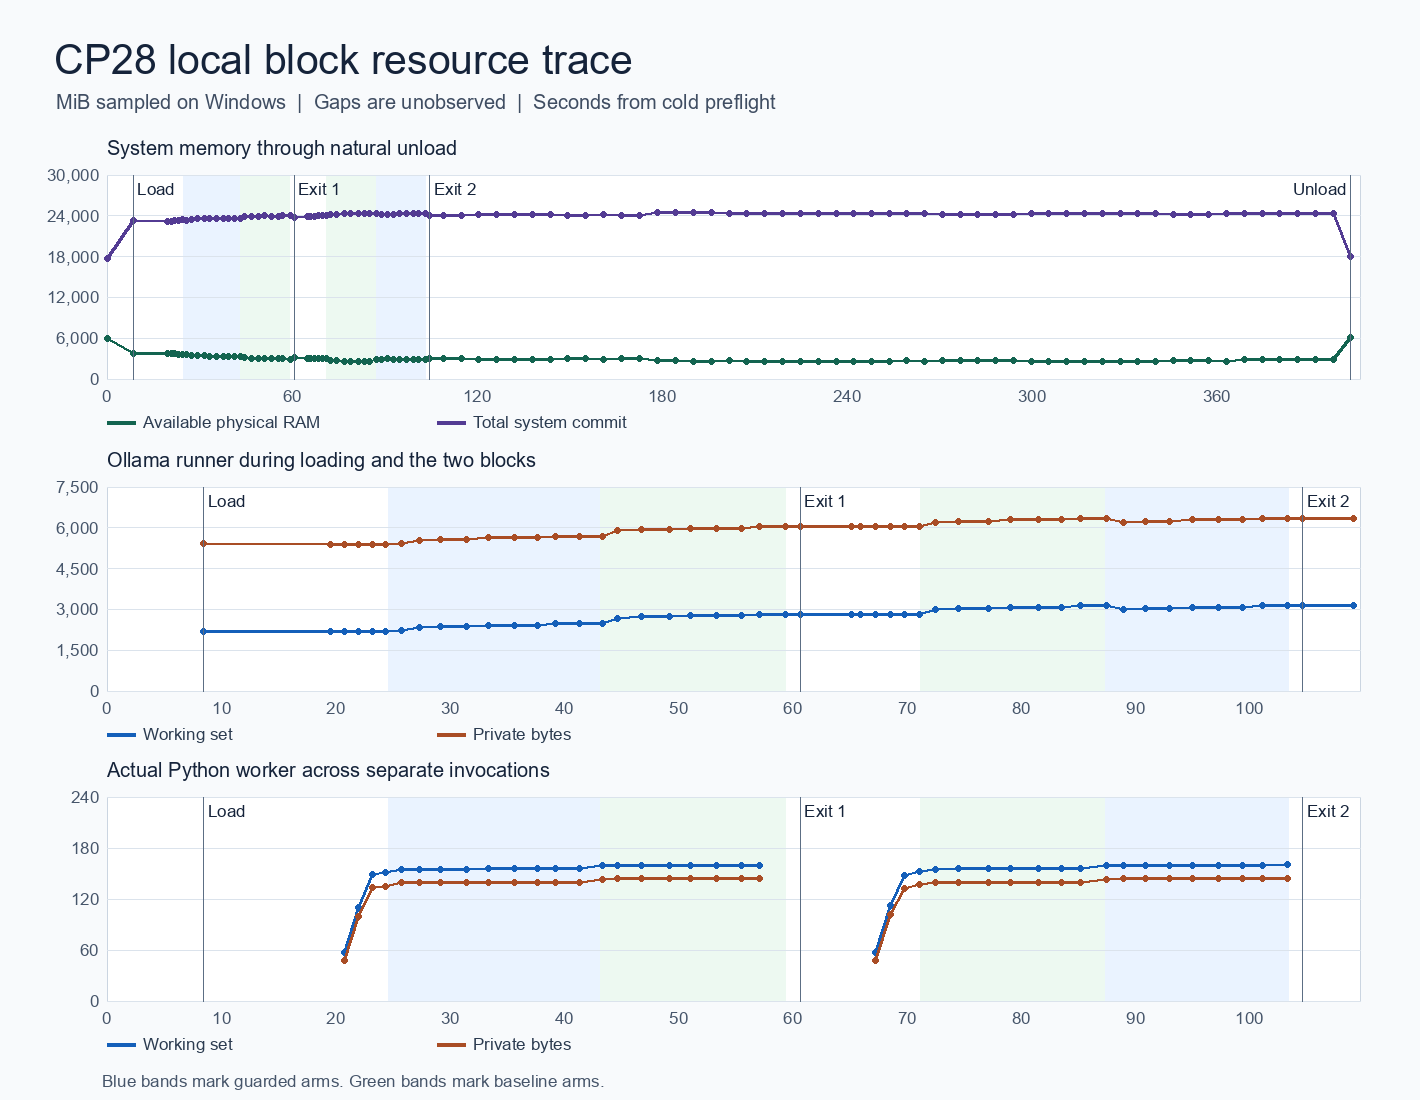 CP28 local block resource trace
MiB sampled on Windows | Gaps are unobserved | Seconds from cold preflight
System memory through natural unload
30,000
24,000
18,000
12,000
6,000
0
Load
Exit 1
Exit 2
Unload
0 60 120 180 240 300 360
Available physical RAM
Total system commit
Ollama runner during loading and the two blocks
7,500
6,000
4,500
3,000
1,500
0
Load
Exit 1
Exit 2
0 10 20 30 40 50 60 70 80 90 100
Working set
Private bytes
Actual Python worker across separate invocations
240
180
120
60
0
Load
Exit 1
Exit 2
0 10 20 30 40 50 60 70 80 90 100
Working set
Private bytes
Blue bands mark guarded arms. Green bands mark baseline arms.